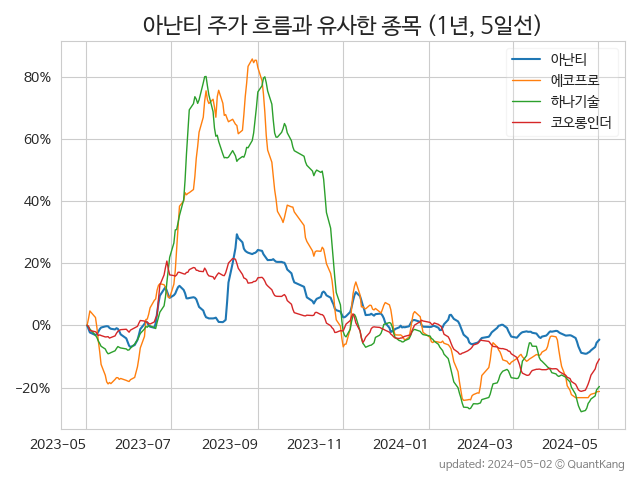 아난티 주가 흐름과 유사한 종목 (1년, 5일선)
아난티
에코프로
하나기술
코오롱인더
80%
60%
40%
20%
0%
−20%
2023-05 2023-07 2023-09 2023-11 2024-01 2024-03 2024-05
updated: 2024-05-02 © QuantKang